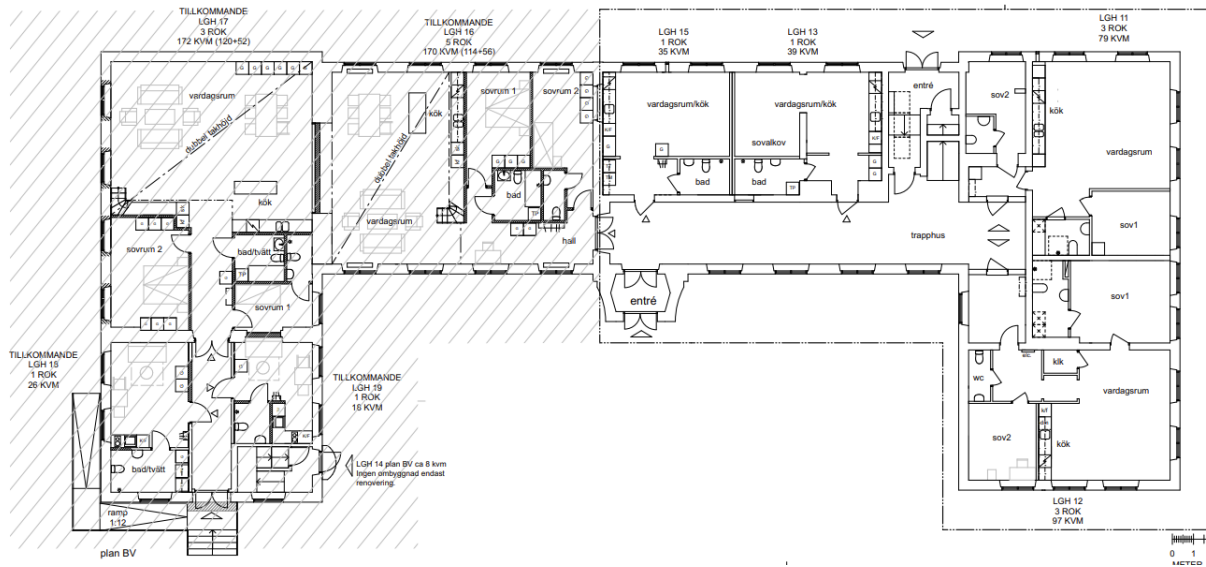 TILLKOMMANDE
LGH 17
3 ROK
172 KVM (120+52)
TILLKOMMANDE
LGH 16
5 ROK
170 KVM (114+56)
LGH 15
1 ROK
35 KVM
LGH 13
1 ROK
39 KVM
LGH 11
3 ROK
79 KVM
vardagsrum
dubbel takhöjd
kök
sovrum 2
bad/tvätt
TP
sovrum 1
vardagsrum
dubbel takhöjd
kök
sovrum 1
sovrum 2
bad
TP
hall
vardagsrum/kök
K/F
G
bad
vardagsrum/kök
sovalkov
K/F
G
G
bad
TP
entré
trapphus
entré
sov2
kök
vardagsrum
sov1
sov1
klk
wc
vardagsrum
sov2
kök
LGH 12
3 ROK
97 KVM
TILLKOMMANDE
1 ROK
26 KVM
bad/tvätt
TILLKOMMANDE
LGH 19
1 ROK
16 KVM
LGH 14 plan BV ca 8 kvm
Ingen ombyggnad endast
renovering.
ramp
1:12
plan BV
0 1
METER